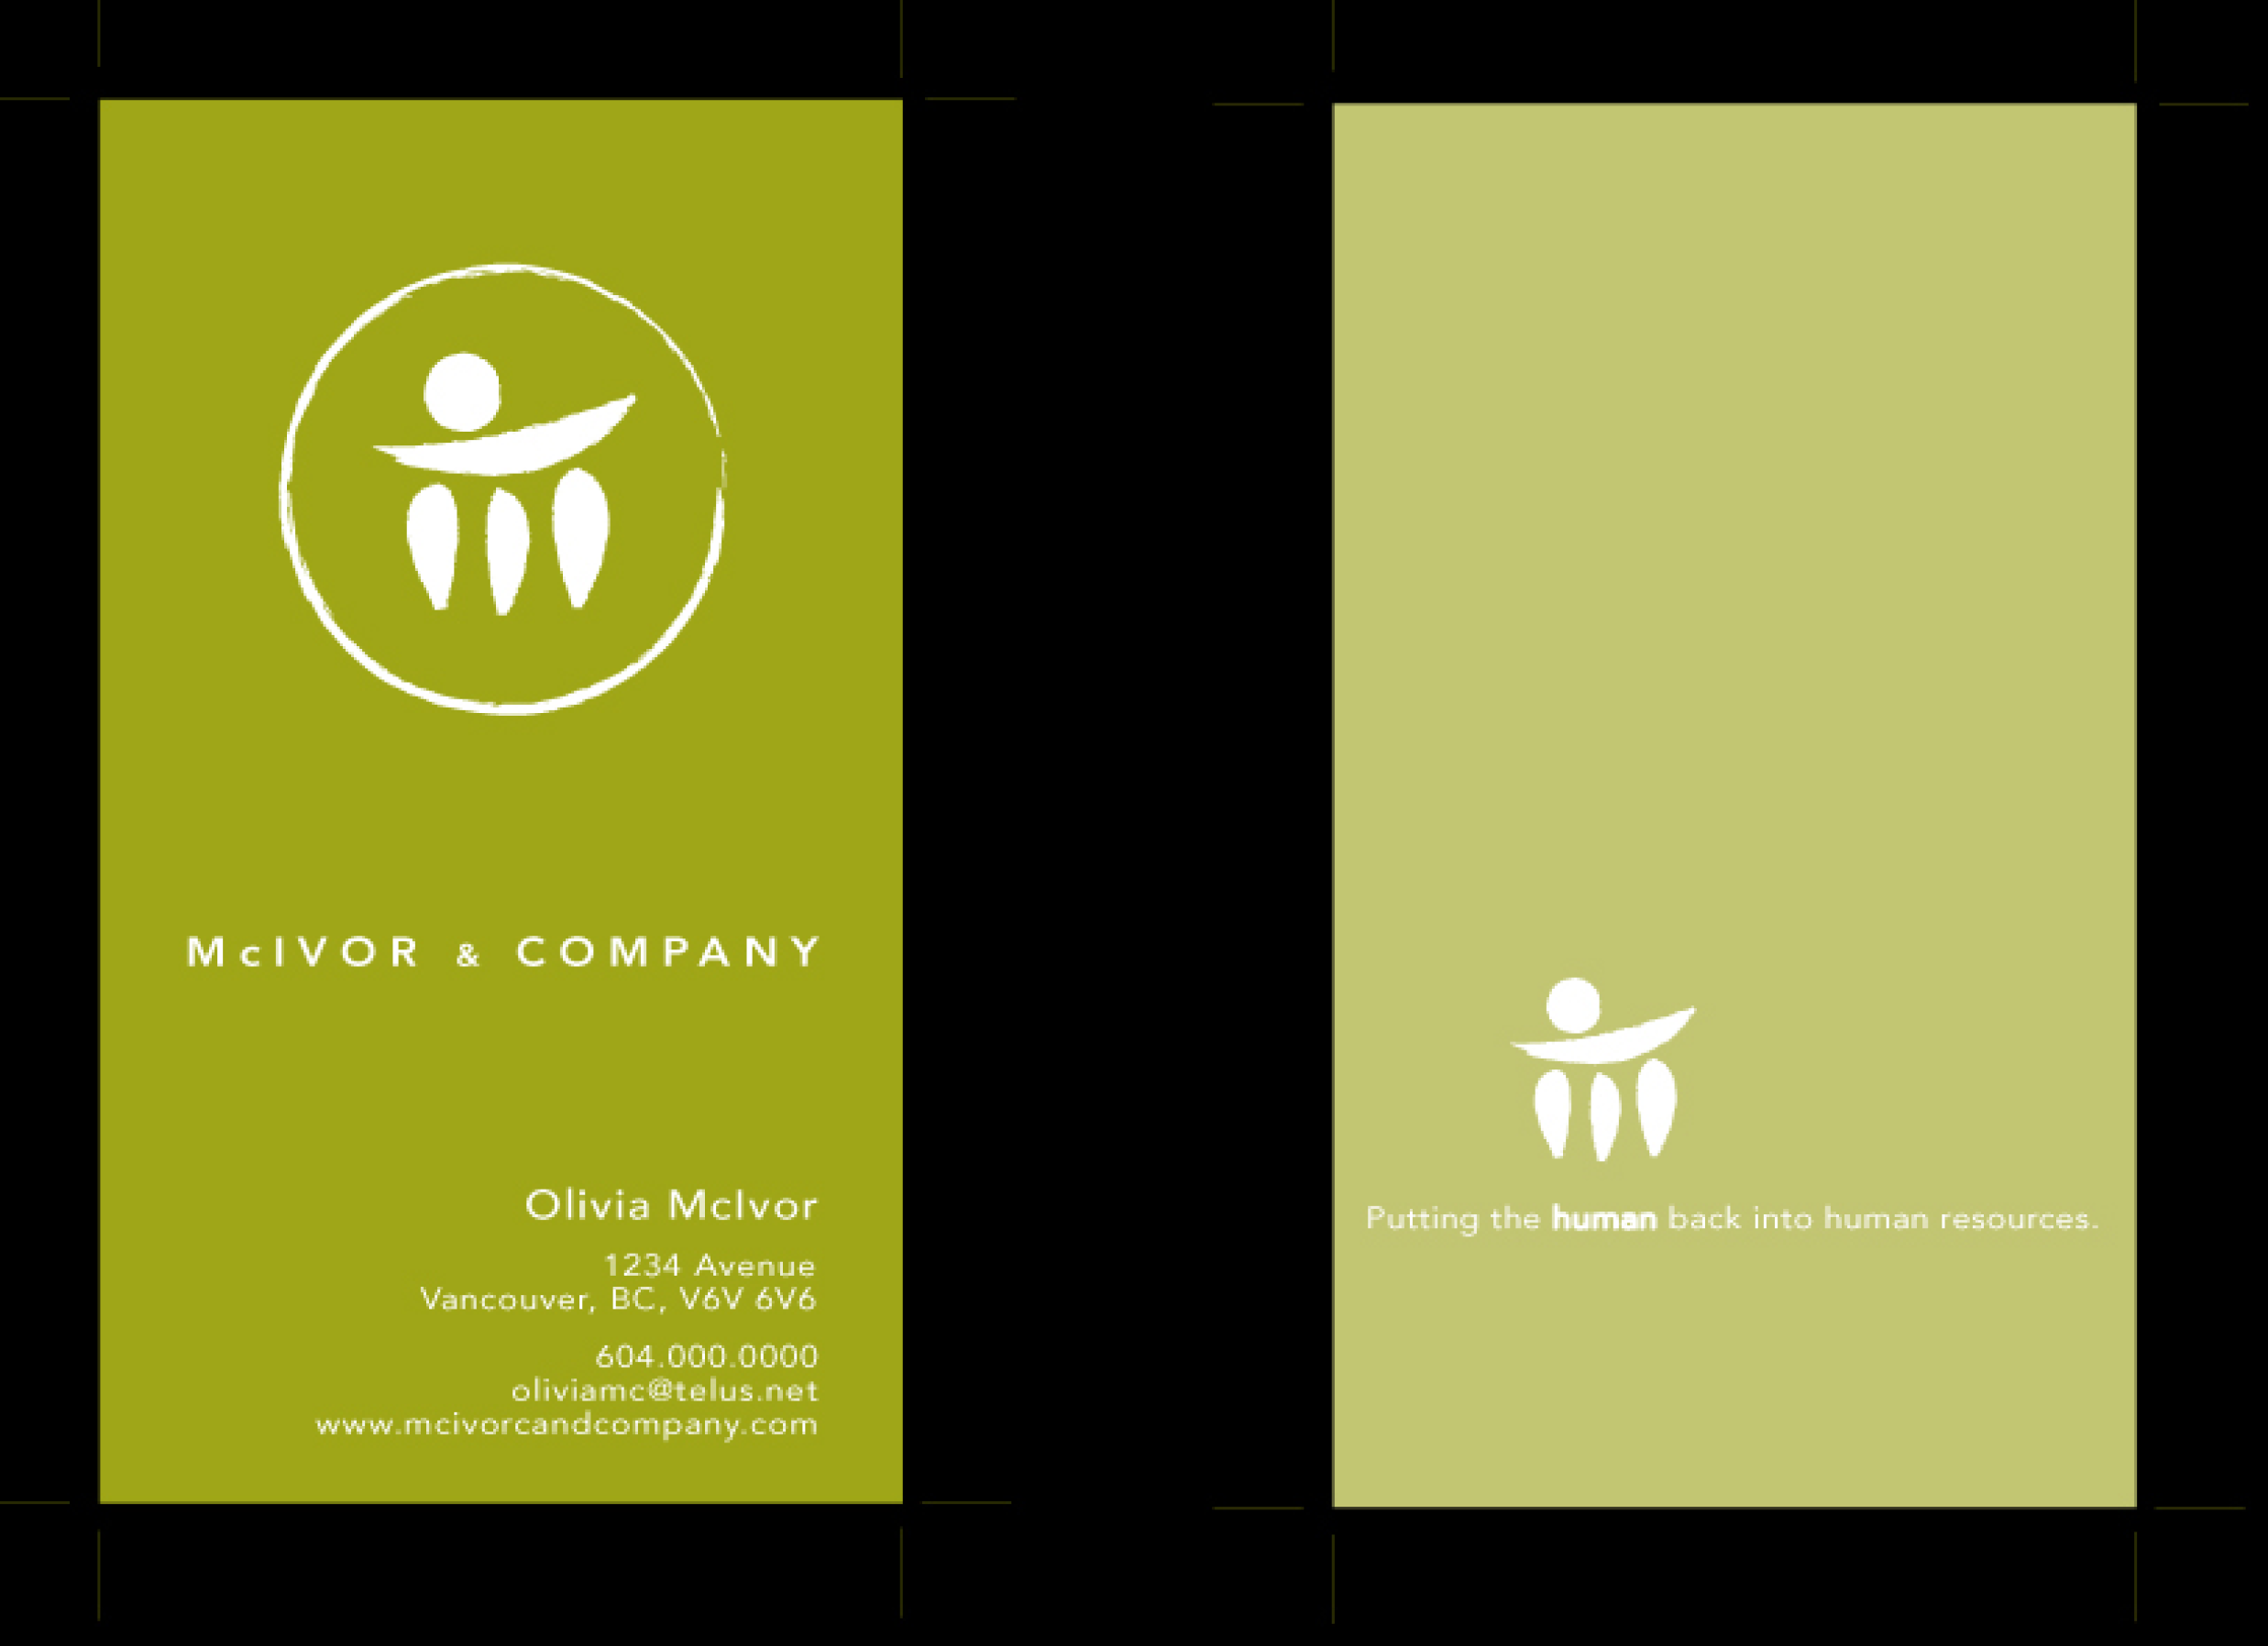 McIVOR & COMPANY
Olivia McIvor
1234 Avenue
Vancouver, BC, V6V 6V6
604.000.0000
oliviamc@telus.net
www.mcivorcandcompany.com
Putting the human back into human resources.